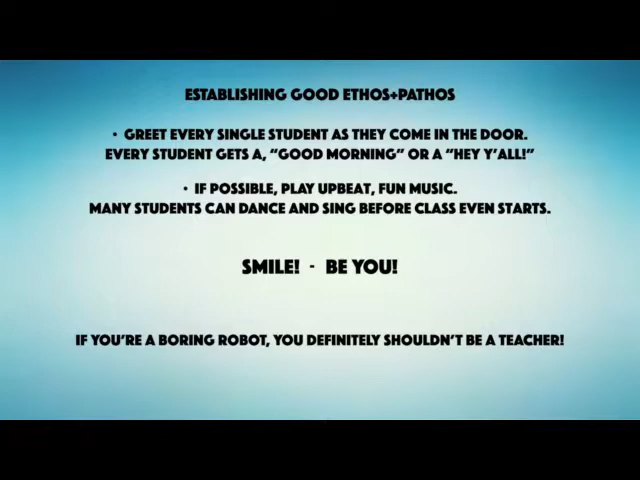 ESTABLISHING GOOD ETHOS+PATHOS
• GREET EVERY SINGLE STUDENT AS THEY COME IN THE DOOR.
EVERY STUDENT GETS A, “GOOD MORNING” OR A “HEY Y’ALL!”
• IF POSSIBLE, PLAY UPBEAT, FUN MUSIC.
MANY STUDENTS CAN DANCE AND SING BEFORE CLASS EVEN STARTS.
SMILE! - BE YOU!
IF YOU’RE A BORING ROBOT, YOU DEFINITELY SHOULDN’T BE A TEACHER!